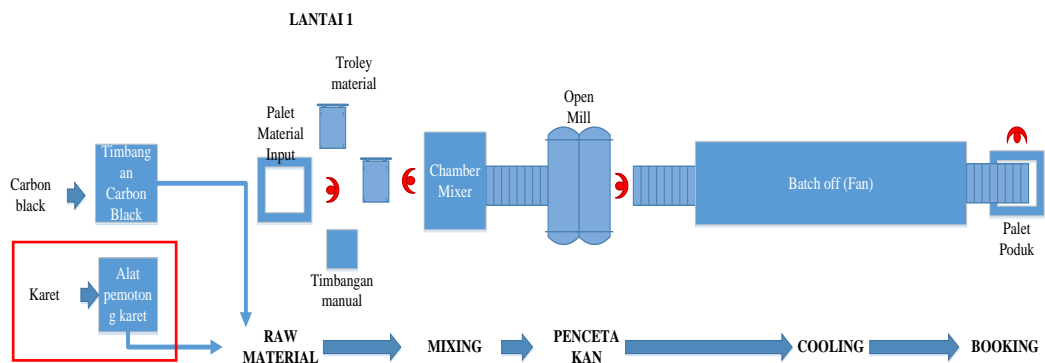 LANTAI 1
Troley
material
Palet
Material
Input
Open
Mill
Timbang
an
Carbon
Black
Carbon
black
Chamber
Mixer
Batch off (Fan)
Palet
Poduk
Timbangan
manual
Karet
Alat
pemoton
g karet
RAW
MATERIAL
MIXING
PENCETA
KAN
COOLING
BOOKING